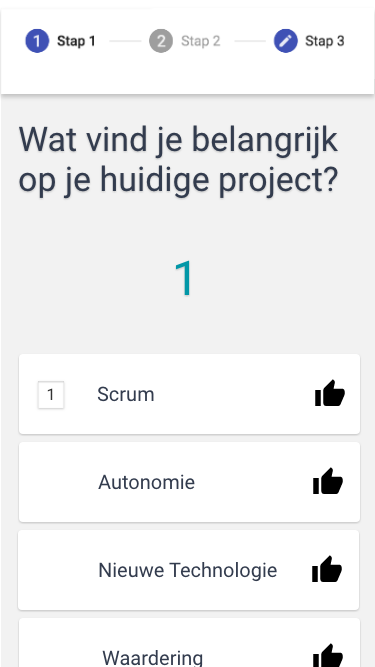 1 Stap 1 2 Stap 2 Stap 3
Wat vind je belangrijk
op je huidige project?
1
1 Scrum
Autonomie
Nieuwe Technologie
Waardering